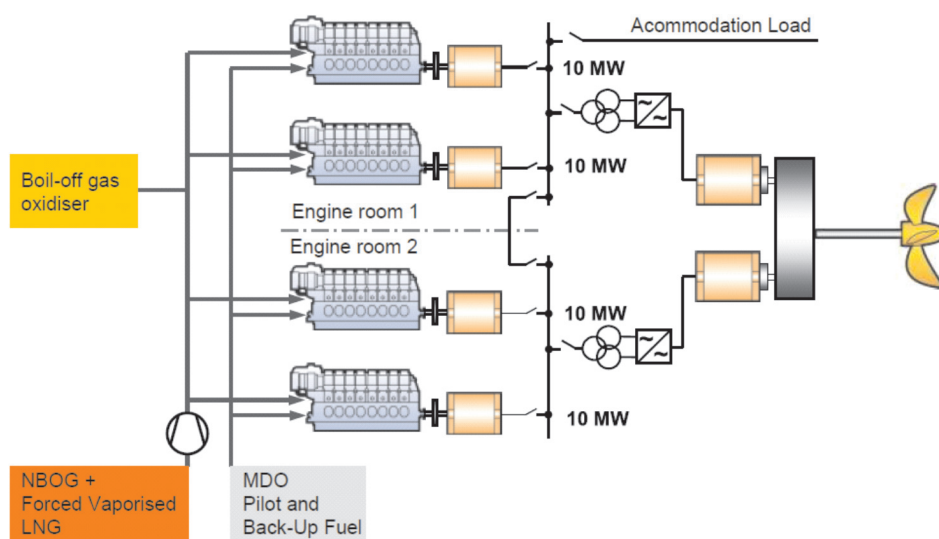 Acommodation Load
10 MW
10 MW
Boil-off gas
oxidiser
Engine room 1
Engine room 2
10 MW
10 MW
NBOG +
Forced Vaporised
LNG
MDO
Pilot and
Back-Up Fuel